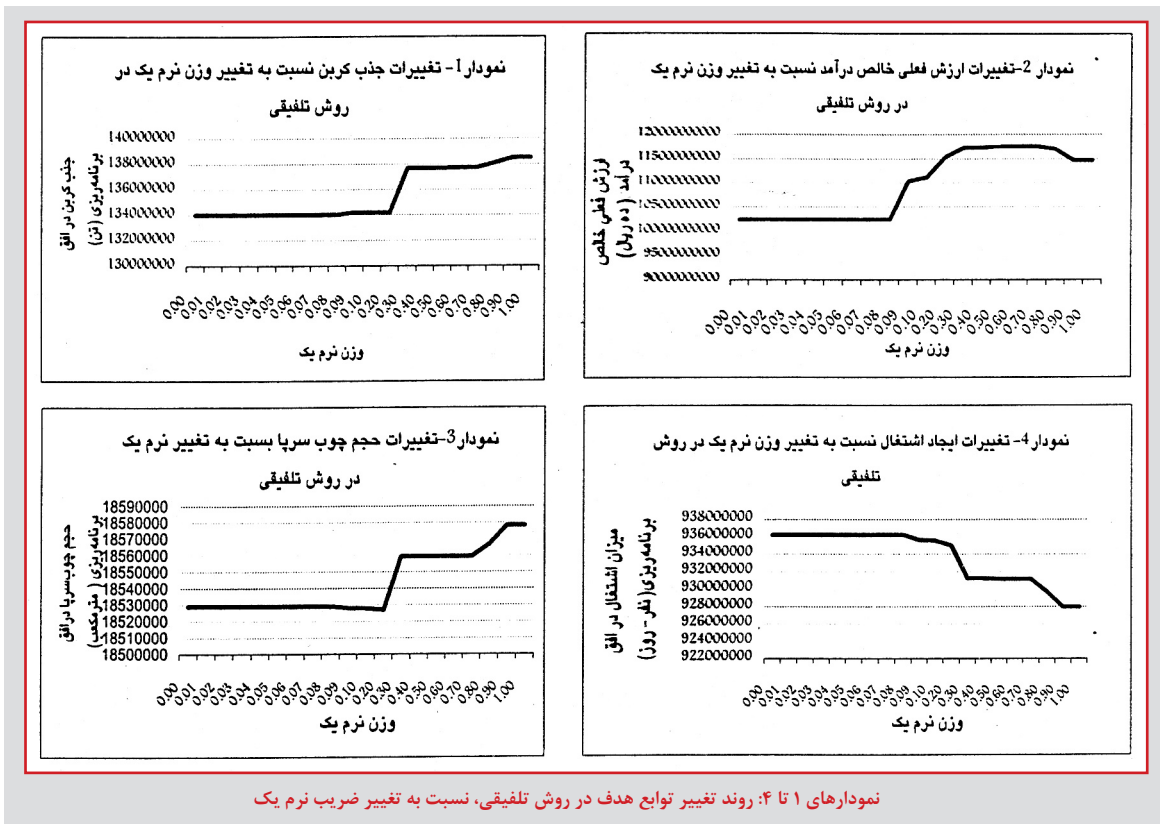 نمودار1- تغییرات جذب کربن نسبت به تغییر وزن نرم یک در
روش تلفیقی
جذب کربن در افق
برنامه‌ریزی (تن)
140000000
138000000
136000000
134000000
132000000
130000000
0.00 0.01 0.02 0.03 0.04 0.05 0.06 0.07 0.08 0.09 0.10 0.20 0.30 0.40 0.50 0.60 0.70 0.80 0.90 1.00
وزن نرم یک
نمودار 2-تغییرات ارزش فعلی خالص درآمد نسبت به تغییر وزن نرم یک
در روش تلفیقی
ارزش فعلی خالص
درآمد (ده ریال)
0.00 0.01 0.02 0.03 0.04 0.05 0.06 0.07 0.08 0.09 0.10 0.20 0.30 0.40 0.50 0.60 0.70 0.80 0.90 1.00
وزن نرم یک
نمودار3-تغییرات حجم چوب سرپا بسبت به تغییر نرم یک
در روش تلفیقی
حجم چوب‌سرپا درافق
برنامه‌ریزی (مترمکعب)
18590000
18580000
18570000
18560000
18550000
18540000
18530000
18520000
18510000
18500000
0.00 0.01 0.02 0.03 0.04 0.05 0.06 0.07 0.08 0.09 0.10 0.20 0.30 0.40 0.50 0.60 0.70 0.80 0.90 1.00
وزن نرم یک
نمودار4- تغییرات ایجاد اشتغال نسبت به تغییر وزن نرم یک در روش
تلفیقی
میزان اشتغال در افق
برنامه‌ریزی(نفر - روز)
938000000
936000000
934000000
932000000
930000000
928000000
926000000
924000000
922000000
0.00 0.01 0.02 0.03 0.04 0.05 0.06 0.07 0.08 0.09 0.10 0.20 0.30 0.40 0.50 0.60 0.70 0.80 0.90 1.00
وزن نرم یک
نمودارهای ۱ تا ۴: روند تغییر توابع هدف در روش تلفیقی، نسبت به تغییر ضریب نرم یک